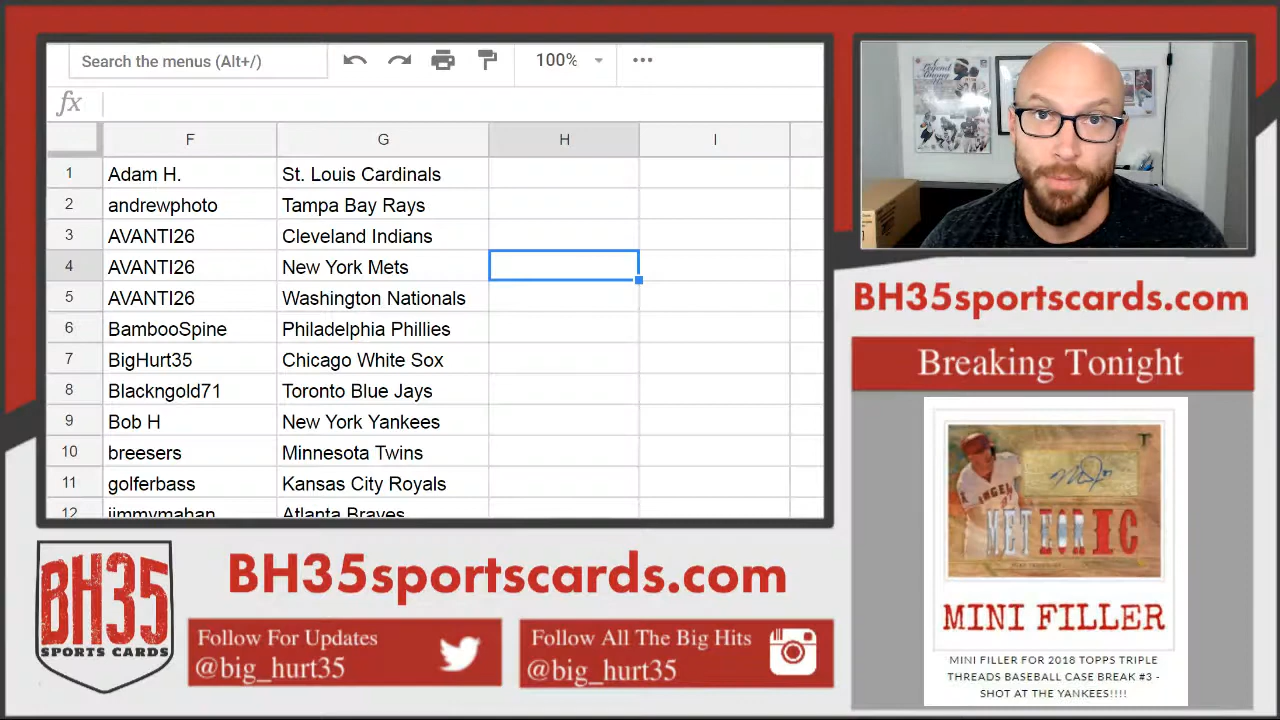 Search the menus (Alt+/)
100%
fx
F G H I
1 Adam H. St. Louis Cardinals
2 andrewphoto Tampa Bay Rays
3 AVANTI26 Cleveland Indians
4 AVANTI26 New York Mets
5 AVANTI26 Washington Nationals
6 BambooSpine Philadelphia Phillies
7 BigHurt35 Chicago White Sox
8 Blackngold71 Toronto Blue Jays
9 Bob H New York Yankees
10 breesers Minnesota Twins
11 golferbass Kansas City Royals
12 jimmymahan Atlanta Braves
BH35sportscards.com
Breaking Tonight
ANGELS
METEORIC
MINI FILLER
MINI FILLER FOR 2018 TOPPS TRIPLE
THREADS BASEBALL CASE BREAK #3 -
SHOT AT THE YANKEES!!!!
BH35
SPORTS CARDS
BH35sportscards.com
Follow For Updates
@big_hurt35
Follow All The Big Hits
@big_hurt35